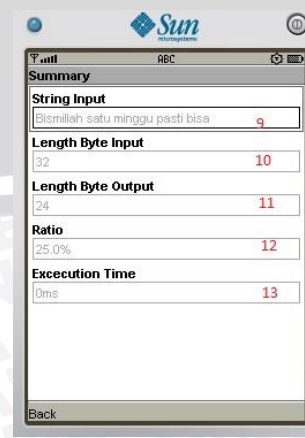 Sun
microsystems
ABC
Summary
String Input
Bismillah satu minggu pasti bisa 9
Length Byte Input
32 10
Length Byte Output
24 11
Ratio
25.0% 12
Excecution Time
0ms 13
Back